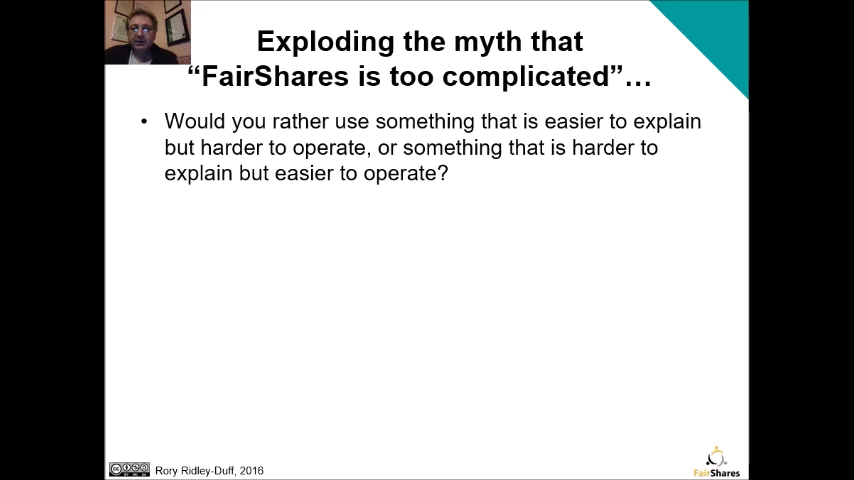 Exploding the myth that
“FairShares is too complicated”…
• Would you rather use something that is easier to explain
but harder to operate, or something that is harder to
explain but easier to operate?
Rory Ridley-Duff, 2016
FairShares